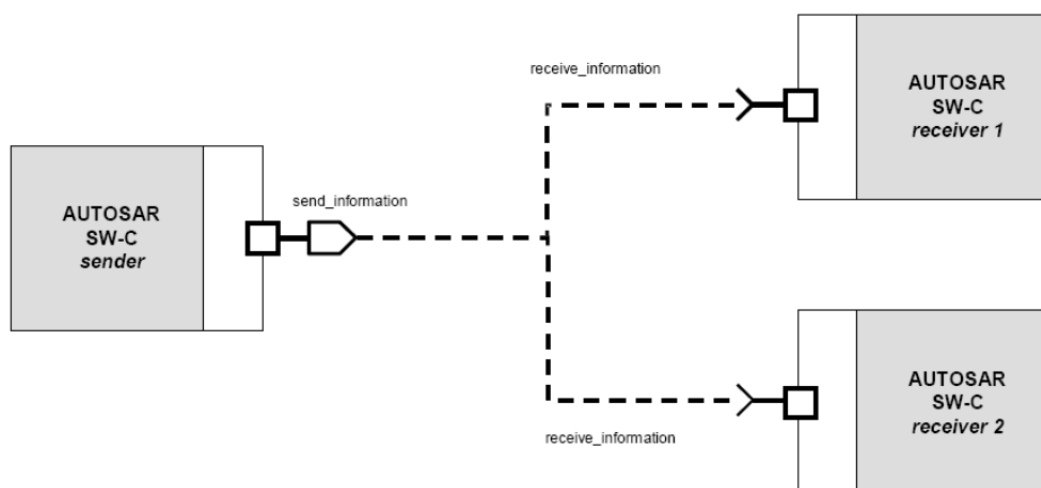 receive_information
AUTOSAR
SW-C
receiver 1
send_information
AUTOSAR
SW-C
sender
AUTOSAR
SW-C
receiver 2
receive_information